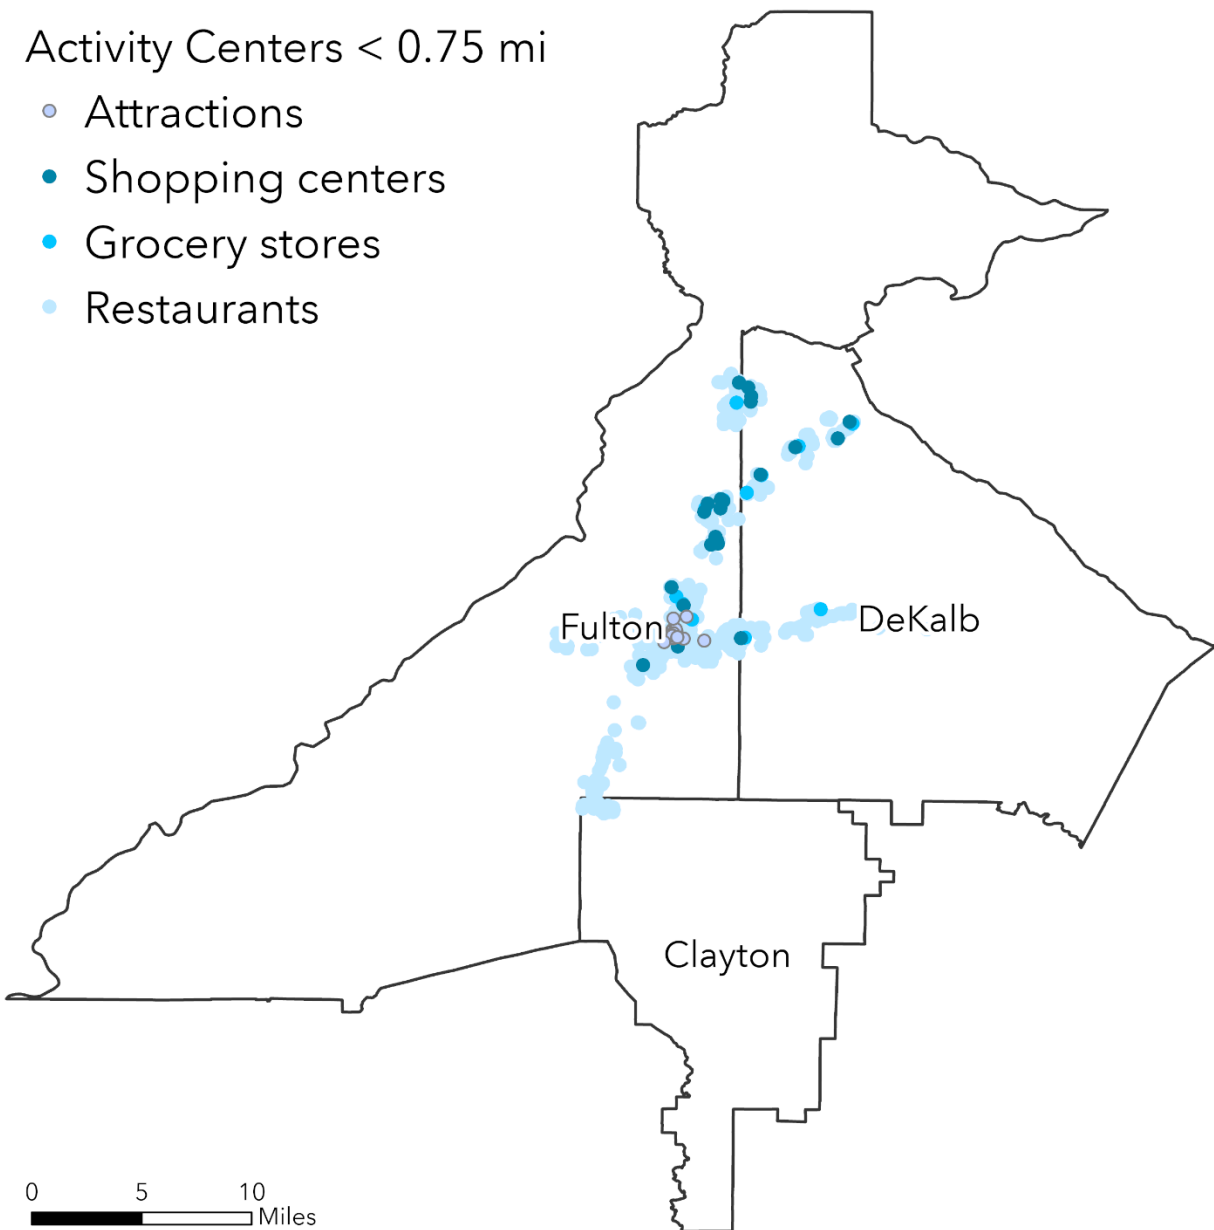 Activity Centers < 0.75 mi
Attractions
Shopping centers
Grocery stores
Restaurants
Fulton
DeKalb
Clayton
0 5 10
Miles